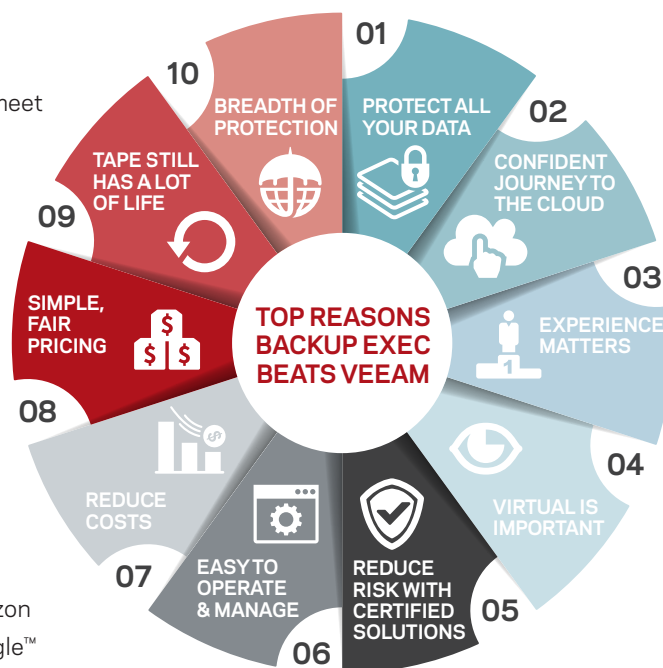 meet
TOP REASONS
BACKUP EXEC
BEATS VEEAM
01
PROTECT ALL
YOUR DATA
02
CONFIDENT
JOURNEY TO
THE CLOUD
03
EXPERIENCE
MATTERS
1
04
VIRTUAL IS
IMPORTANT
05
REDUCE
RISK WITH
CERTIFIED
SOLUTIONS
06
EASY TO
OPERATE
& MANAGE
07
REDUCE
COSTS
$
08
SIMPLE,
FAIR
PRICING
$
$ $
09
TAPE STILL
HAS A LOT
OF LIFE
10
BREADTH OF
PROTECTION
zon
gle™